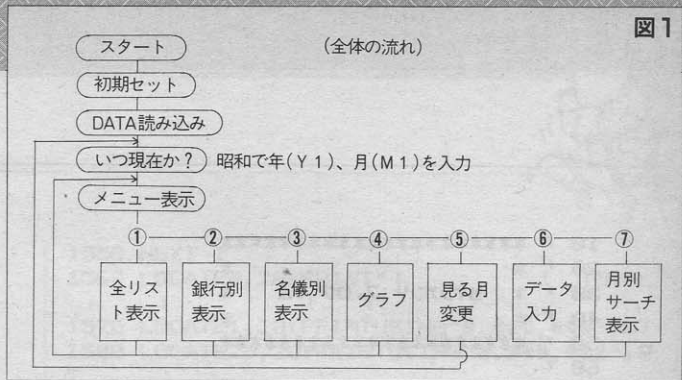 図1
スタート
(全体の流れ)
初期セット
DATA読み込み
いつ現在か？ 昭和で年(Y1)、月(M1)を入力
メニュー表示
① ② ③ ④ ⑤ ⑥ ⑦
全リス
ト表示
銀行別
表示
名儀別
表示
グラフ
見る月
変更
データ
入力
月別
サーチ
表示